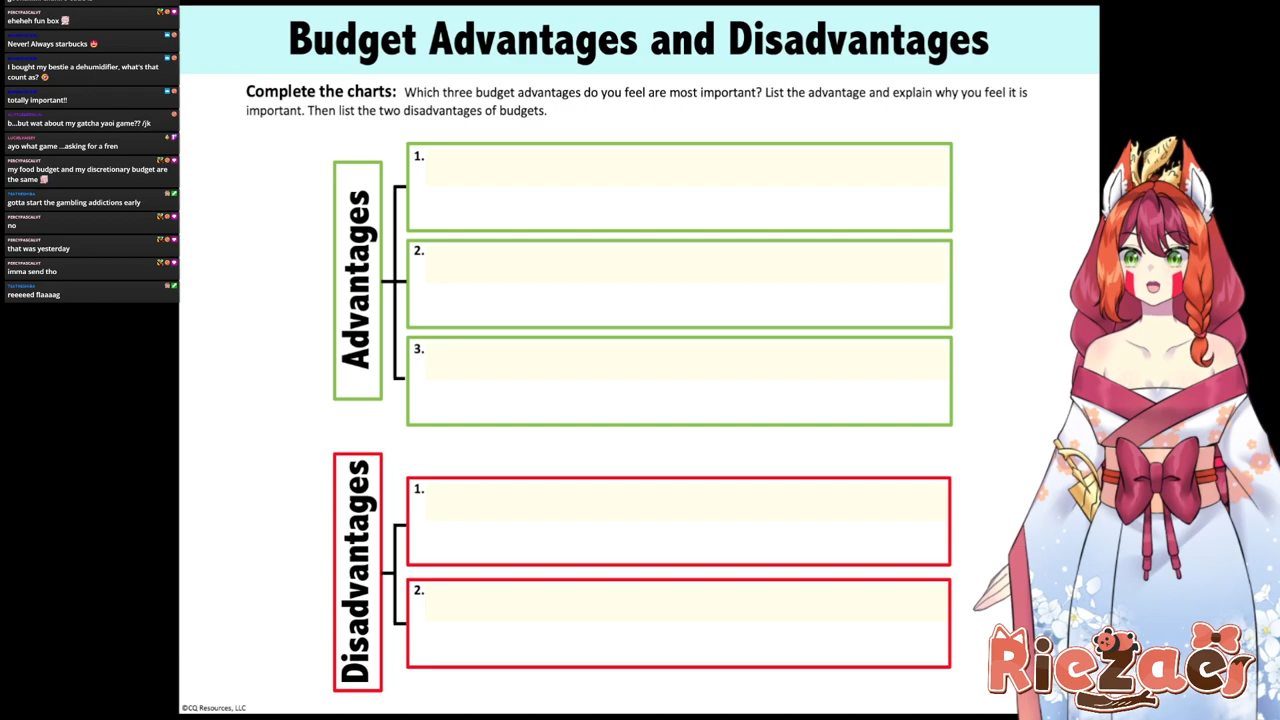 eheheh fun box
Never! Always starbucks
I bought my bestie a dehumidifier, what's that
count as?
totally important!!
b...but wat about my gatcha yaoi game?? /jk
ayo what game ...asking for a fren
PERCYPASCALVT
my food budget and my discretionary budget are
the same
gotta start the gambling addictions early
PERCYPASCALVT
no
PERCYPASCALVT
that was yesterday
PERCYPASCALVT
imma send tho
reeeeed flaaaag
Budget Advantages and Disadvantages
Complete the charts: Which three budget advantages do you feel are most important? List the advantage and explain why you feel it is
important. Then list the two disadvantages of budgets.
Advantages
1.
2.
3.
Disadvantages
1.
2.
©CQ Resources, LLC
Riezae